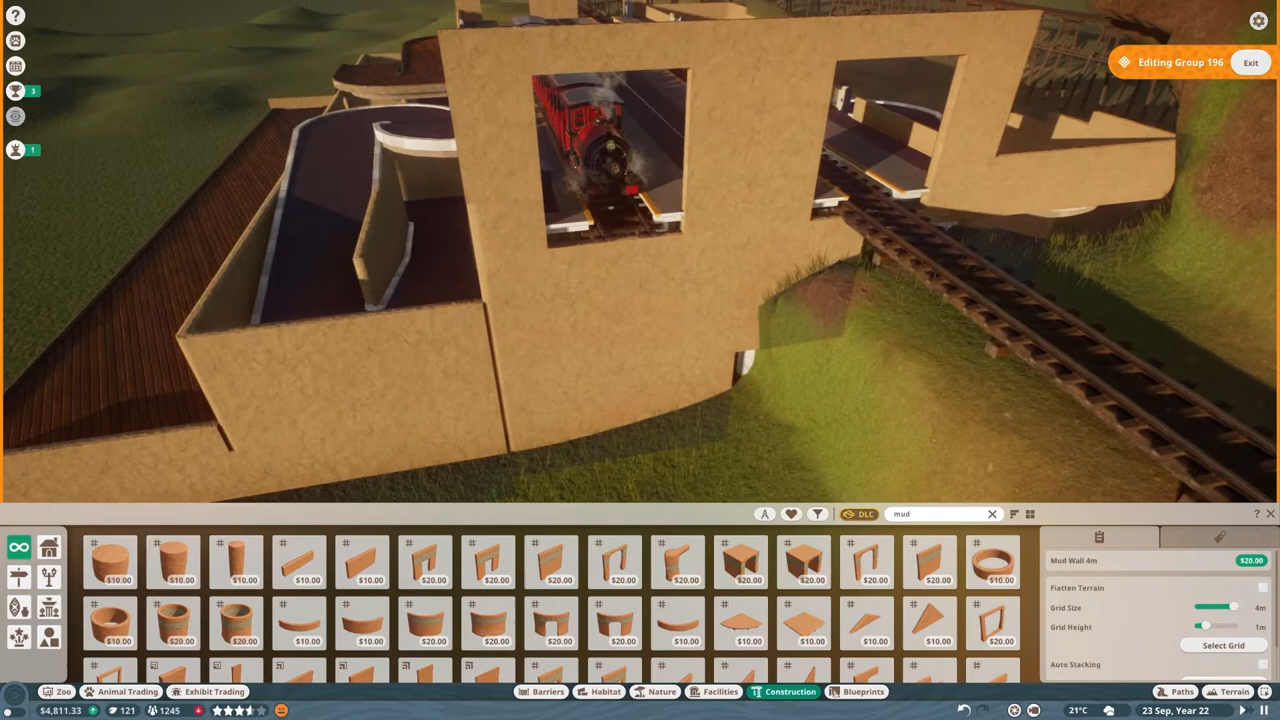 ?
3
1
Editing Group 196
Exit
DLC
mud
?
$10.00 $10.00 $10.00 $10.00 $10.00 $20.00 $20.00 $20.00 $20.00 $20.00 $20.00 $20.00 $20.00 $20.00 $10.00
$10.00 $10.00 $20.00 $20.00 $10.00 $10.00 $20.00 $20.00 $20.00 $10.00 $10.00 $10.00 $10.00 $10.00 $20.00
Mud Wall 4m
$20.00
Flatten Terrain
Grid Size
4m
Grid Height
1m
Select Grid
Auto Stacking
Zoo
Animal Trading
Exhibit Trading
Barriers
Habitat
Nature
Facilities
Construction
Blueprints
Paths
Terrain
$4,811.33
121
1245
21°C
23 Sep, Year 22